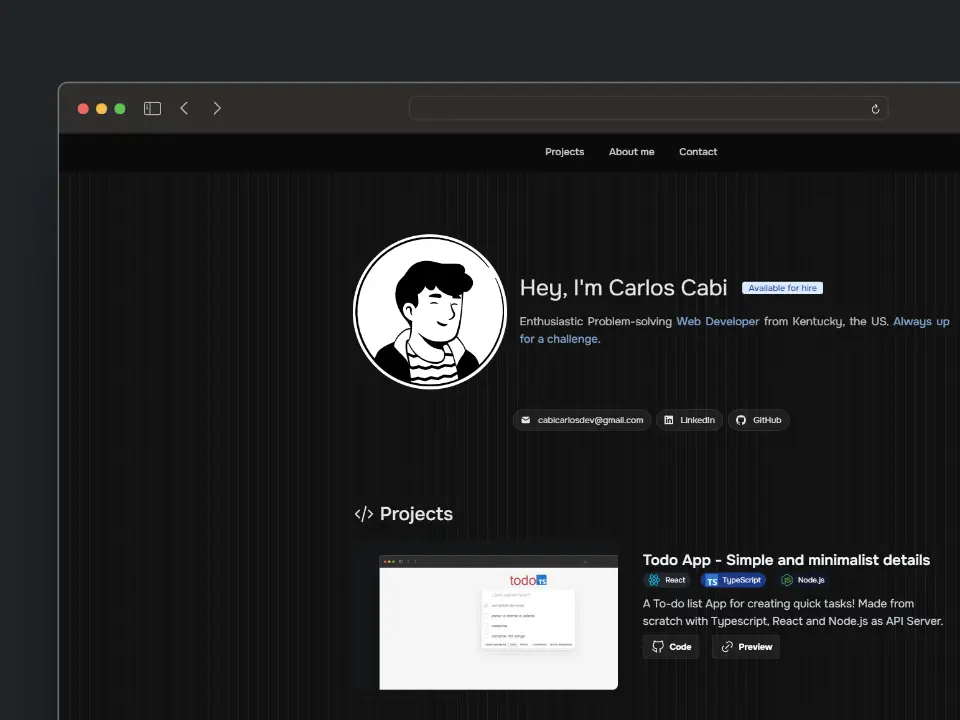 Projects About me Contact
Hey, I'm Carlos Cabi Available for hire
Enthusiastic Problem-solving Web Developer from Kentucky, the US. Always up
for a challenge.
cabicarlosdev@gmail.com LinkedIn GitHub
</> Projects
todo TS
Todo App - Simple and minimalist details
React TS TypeScript Node.js
A To-do list App for creating quick tasks! Made from
scratch with Typescript, React and Node.js as API Server.
Code Preview